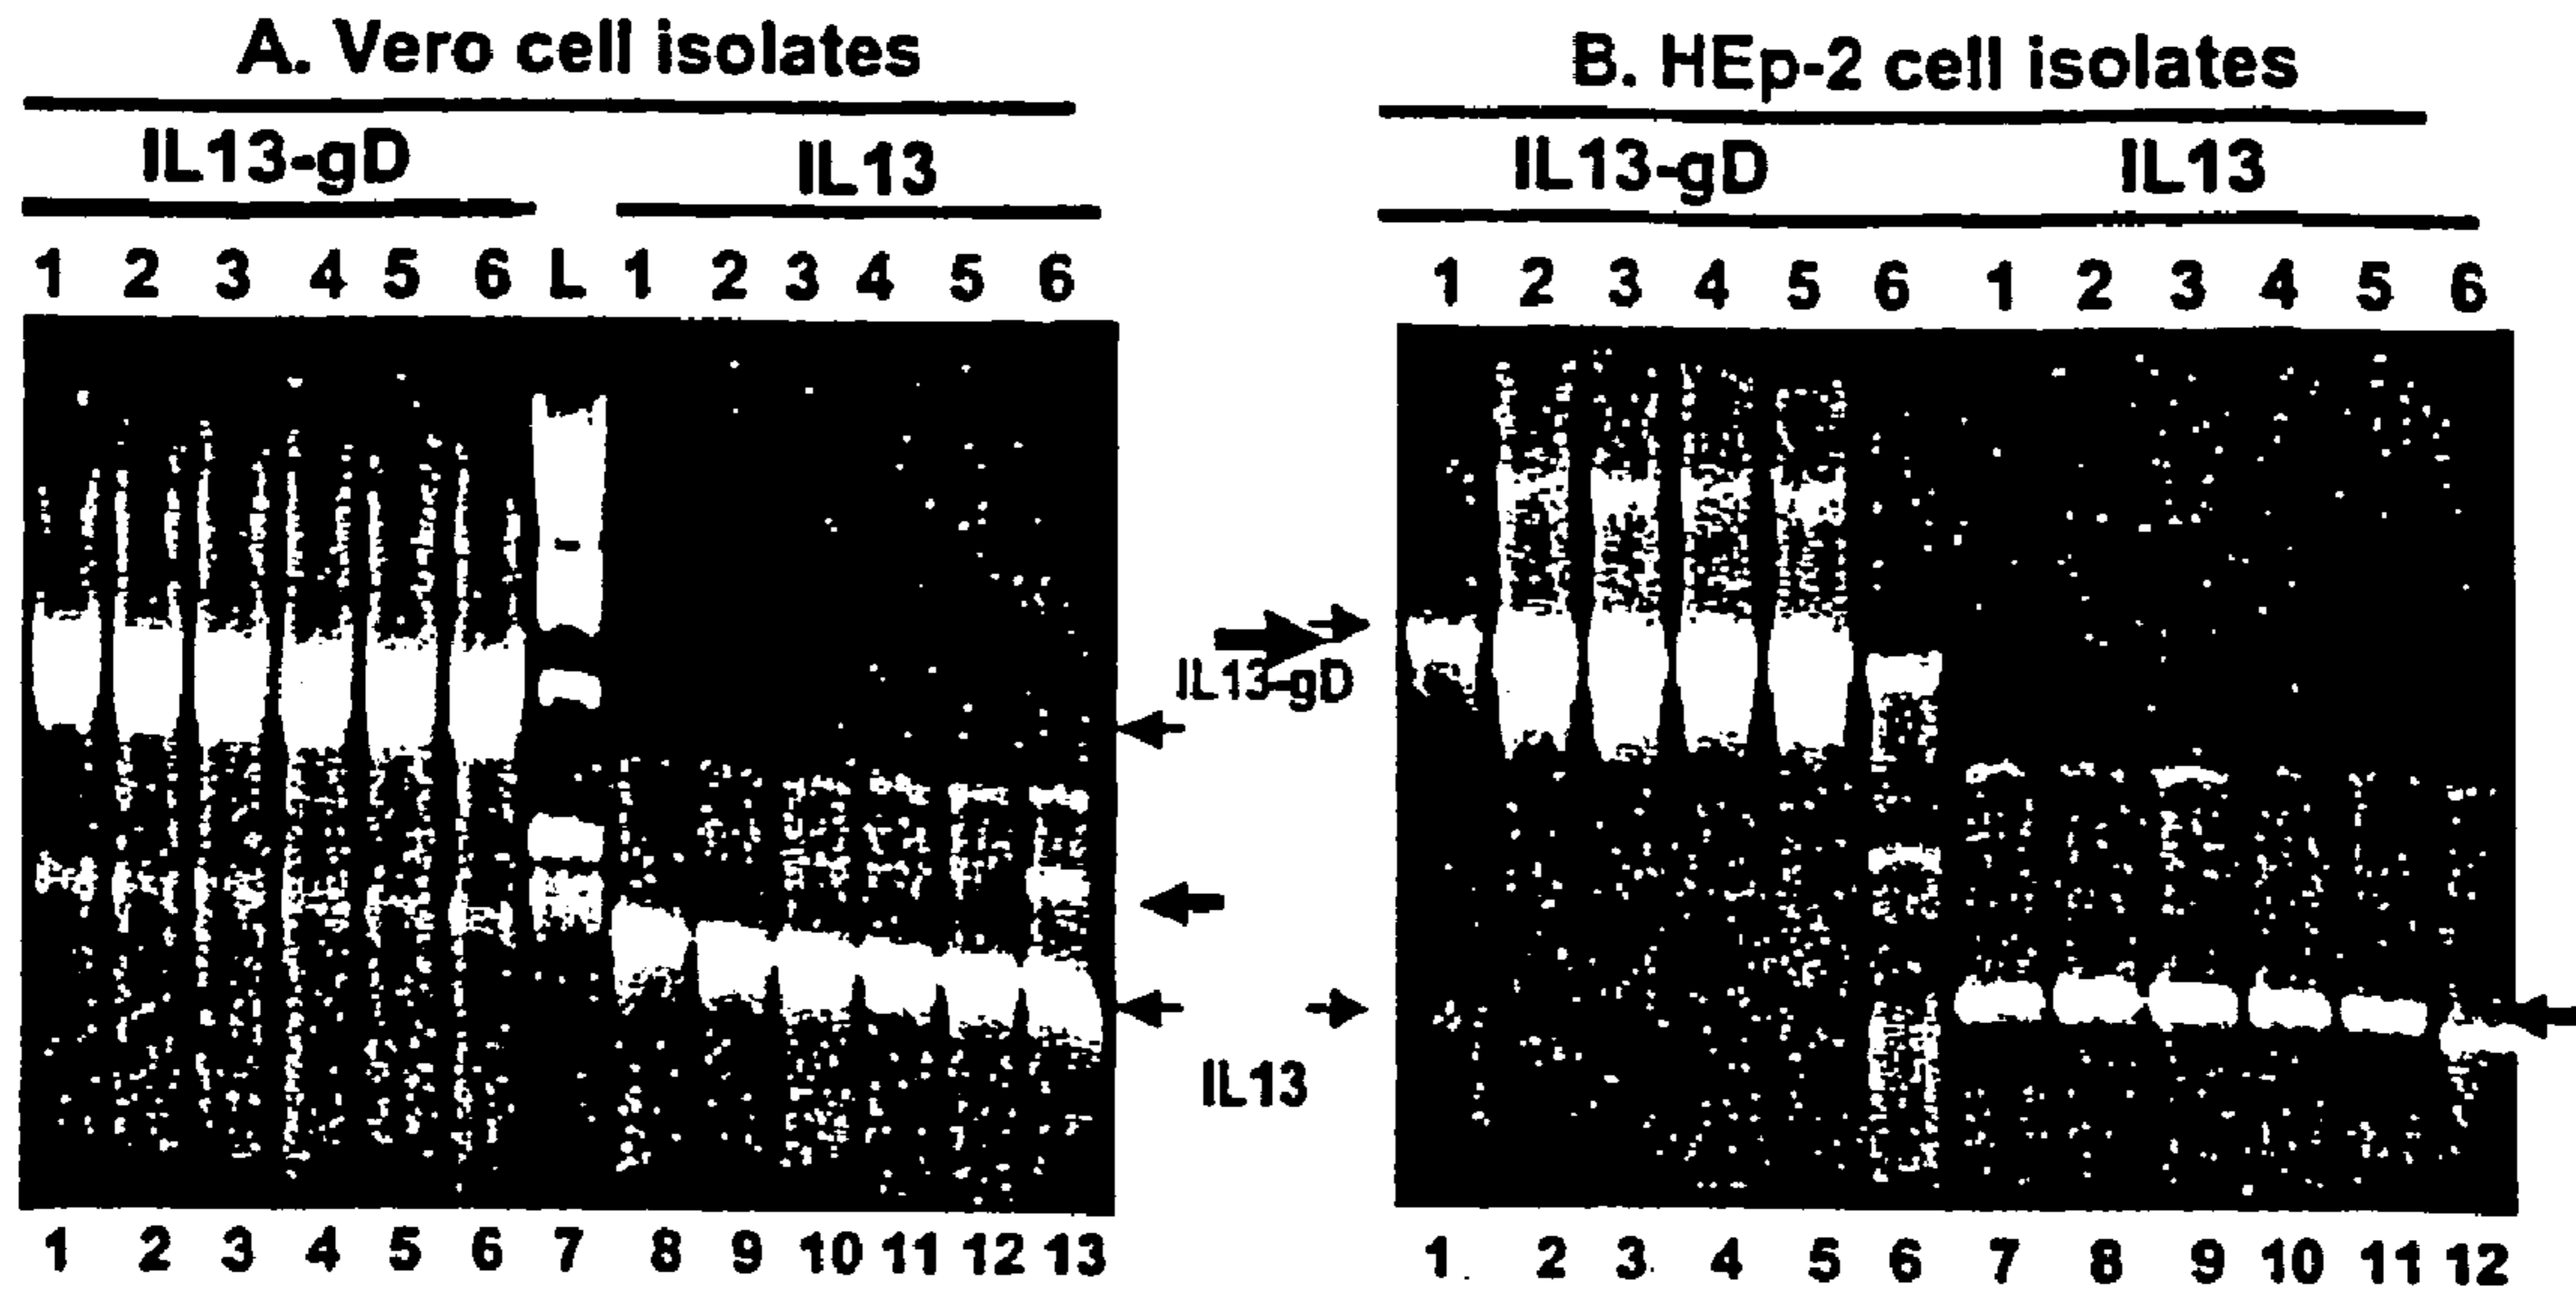 A. Vero cell isolates
IL13-gD IL13
1 2 3 4 5 6 L 1 2 3 4 5 6
1 2 3 4 5 6 7 8 9 10 11 12 13
IL13-gD
IL13
B. HEp-2 cell isolates
IL13-gD IL13
1 2 3 4 5 6 1 2 3 4 5 6
1 2 3 4 5 6 7 8 9 10 11 12